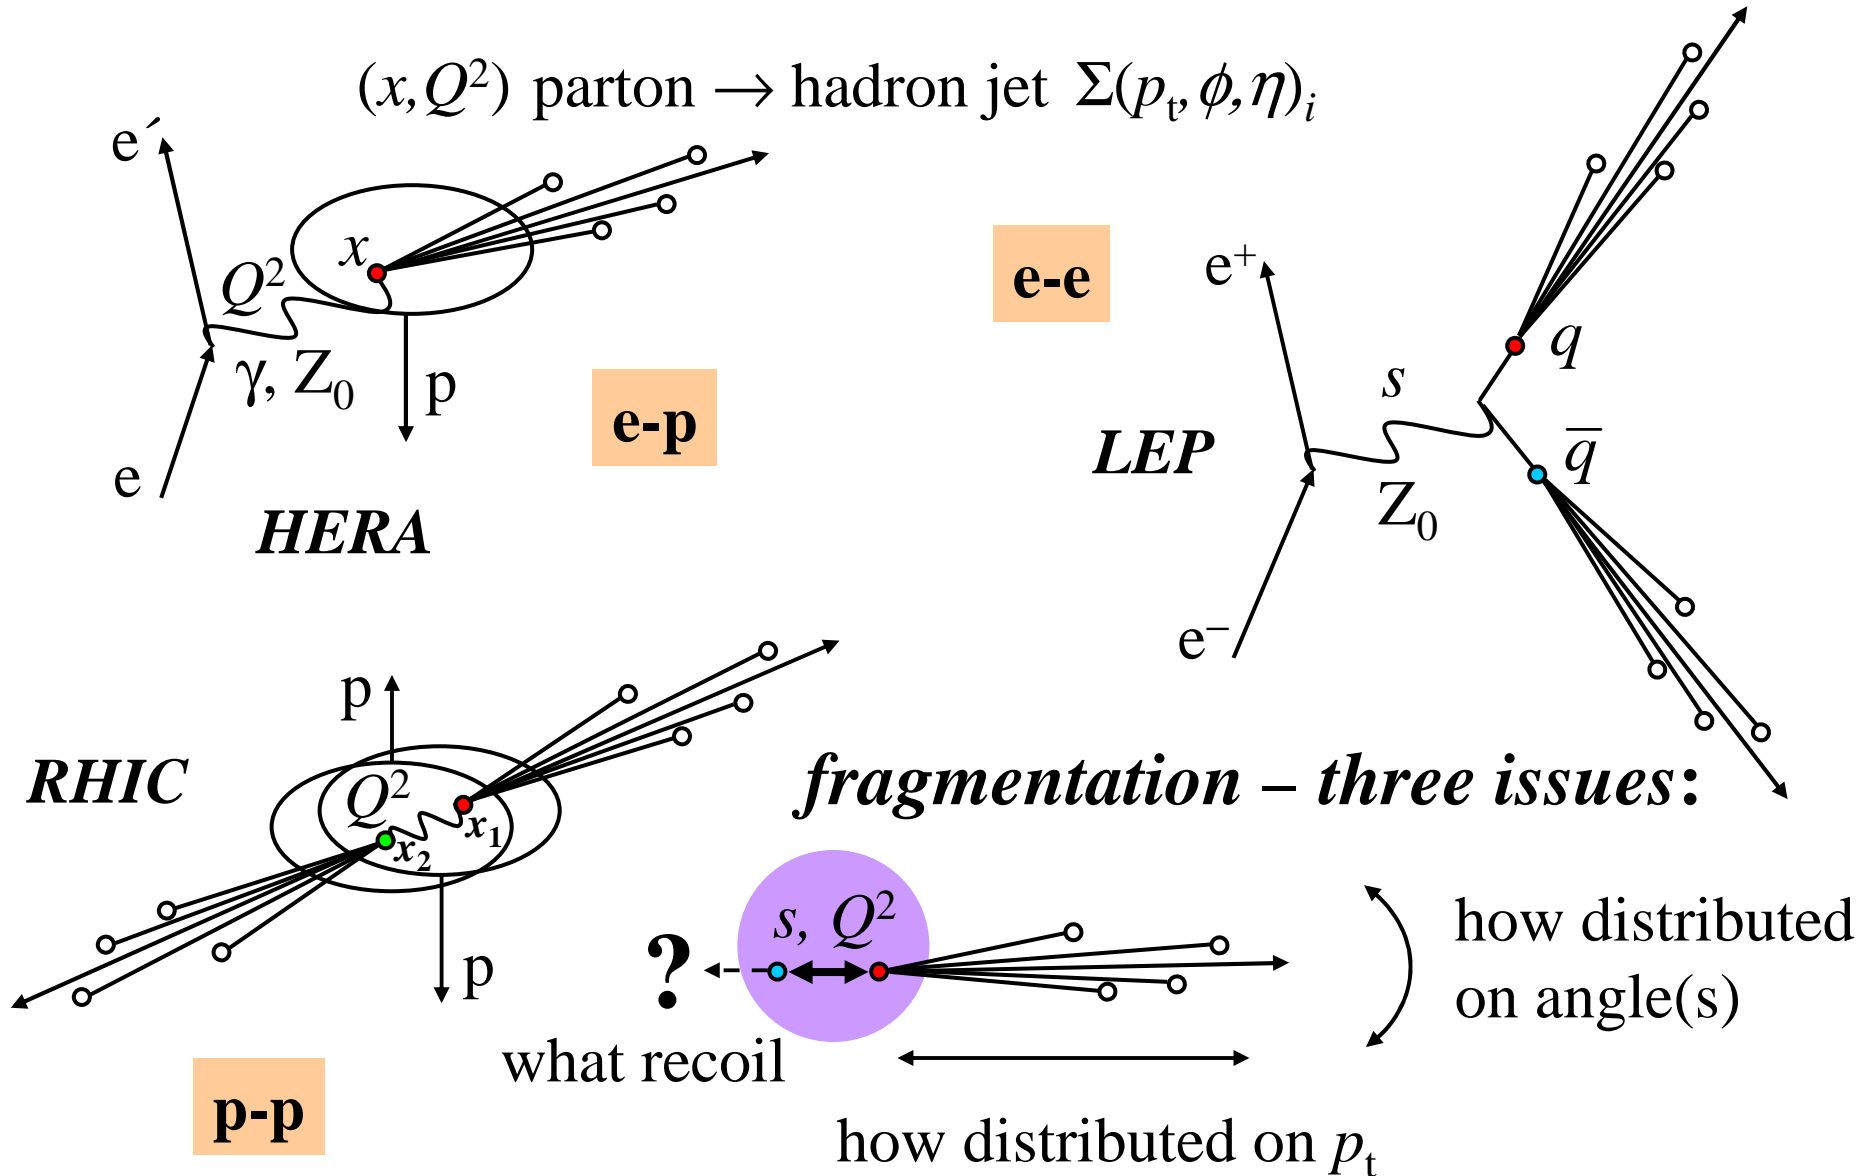 (x,Q²) parton → hadron jet Σ(pₜ,ϕ,η)ᵢ
e´
x
Q²
γ, Z₀
p
e
e-p
HERA
e-e
e⁺
q
s
q̅
LEP
Z₀
e⁻
p
RHIC
Q²
x₁
x₂
p
p-p
fragmentation – three issues:
s, Q²
?
what recoil
how distributed
on angle(s)
how distributed on pₜ